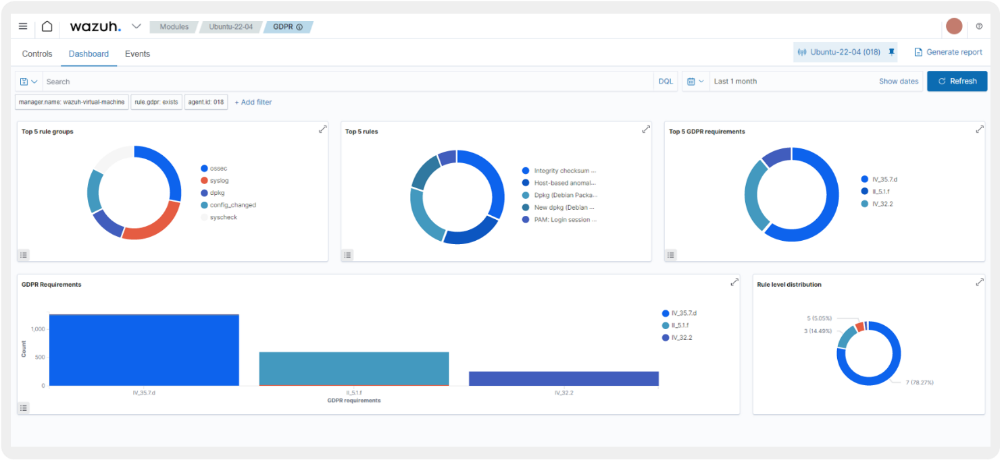 wazuh.
Modules
Ubuntu-22-04
GDPR
Controls
Dashboard
Events
Ubuntu-22-04 (018)
Generate report
Search
DQL
Last 1 month
Show dates
Refresh
manager.name: wazuh-virtual-machine
rule.gdpr: exists
agent.id: 018
+ Add filter
Top 5 rule groups
ossec
syslog
dpkg
config_changed
syscheck
Top 5 rules
Integrity checksum ...
Host-based anomal...
Dpkg (Debian Packa...
New dpkg (Debian ...
PAM: Login session ...
Top 5 GDPR requirements
IV_35.7.d
II_5.1.f
IV_32.2
GDPR Requirements
Count
1,000
500
0
IV_35.7.d
II_5.1.f
IV_32.2
GDPR requirements
IV_35.7.d
II_5.1.f
IV_32.2
Rule level distribution
5 (5.05%)
3 (14.49%)
7 (78.27%)